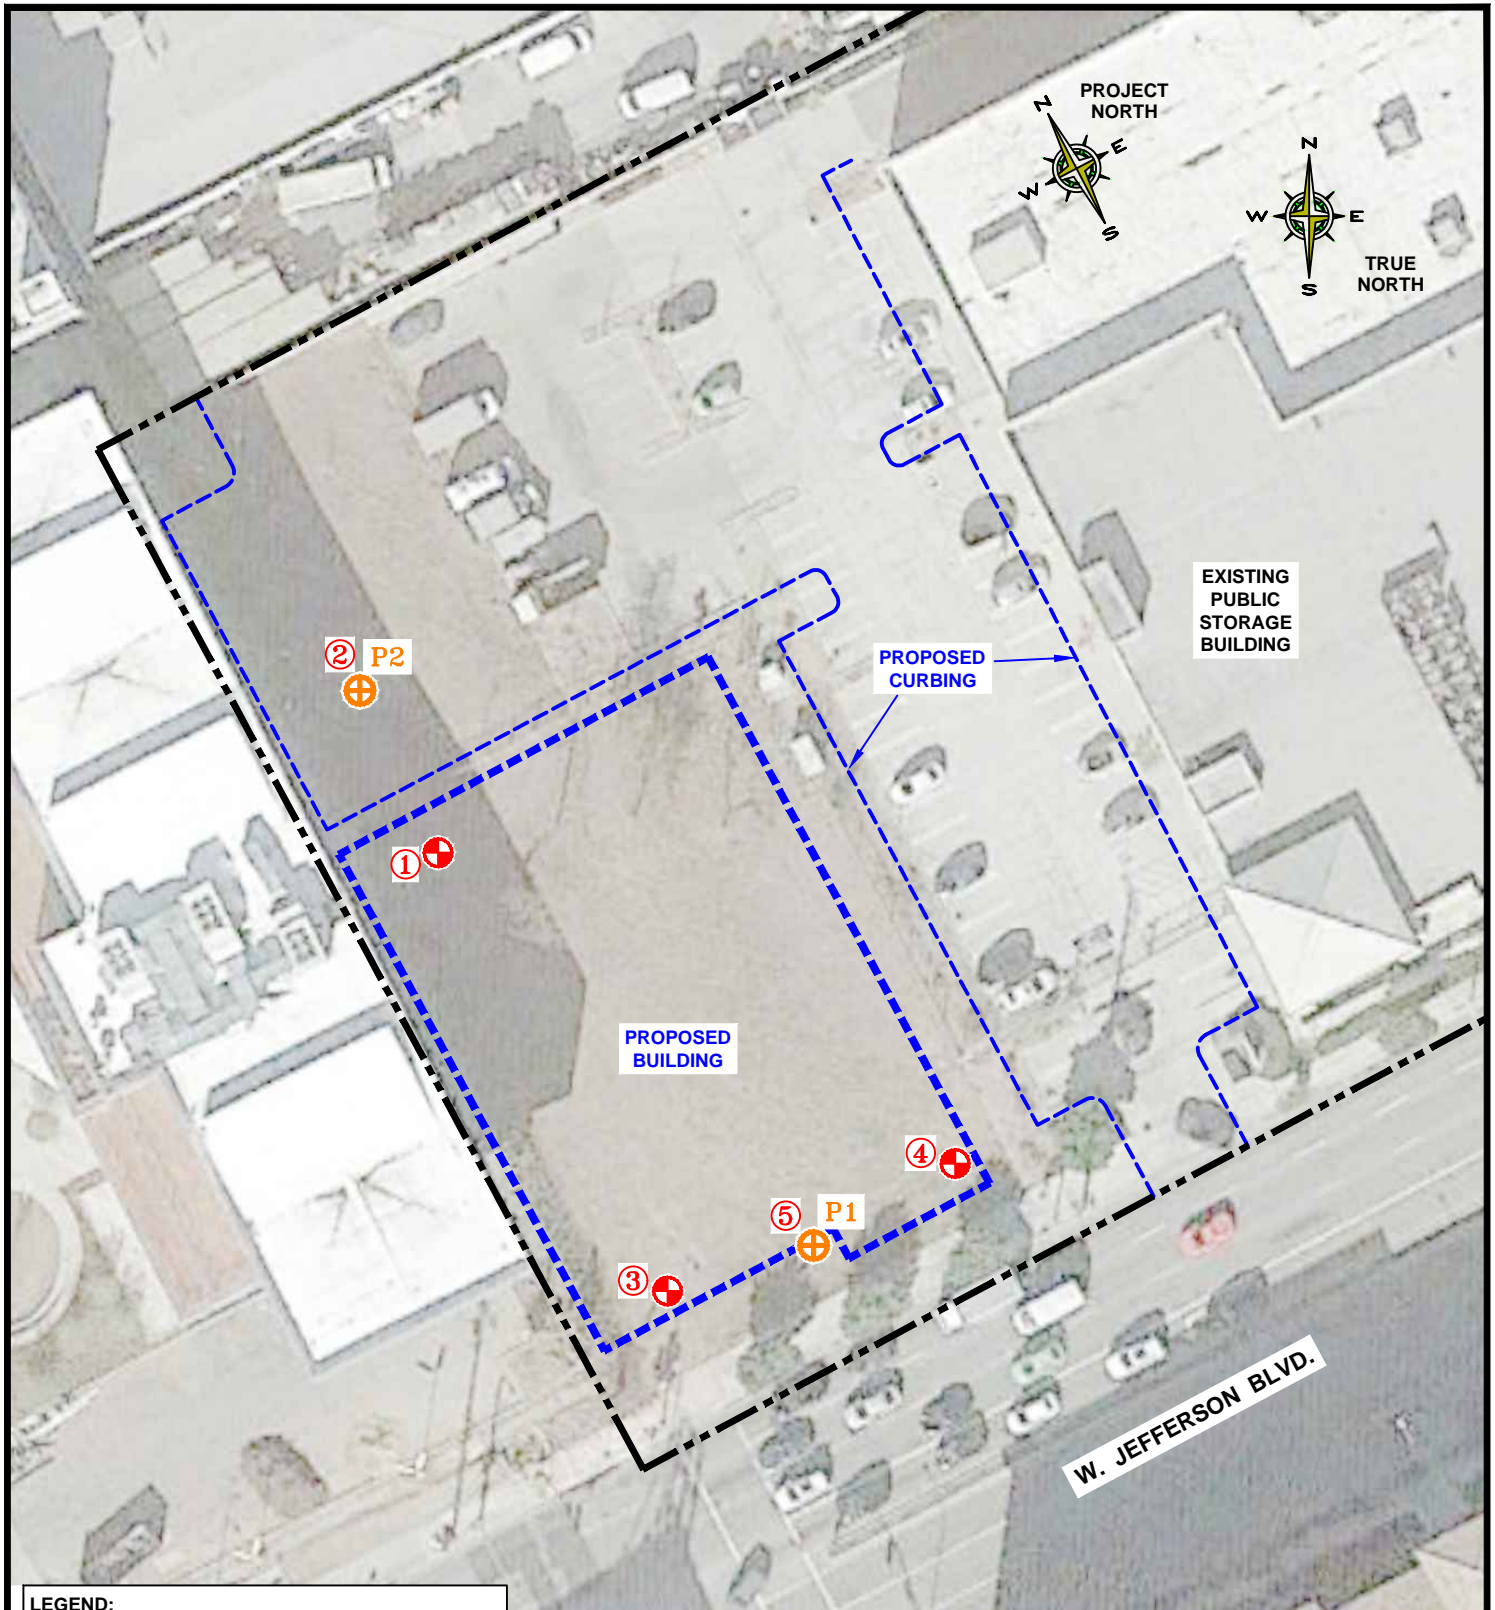 PROJECT
NORTH
N
E
W
S
N
W
E
S
TRUE
NORTH
EXISTING
PUBLIC
STORAGE
BUILDING
② P2
PROPOSED
CURBING
①
PROPOSED
BUILDING
④
⑤ P1
③
W. JEFFERSON BLVD.
LEGEND: